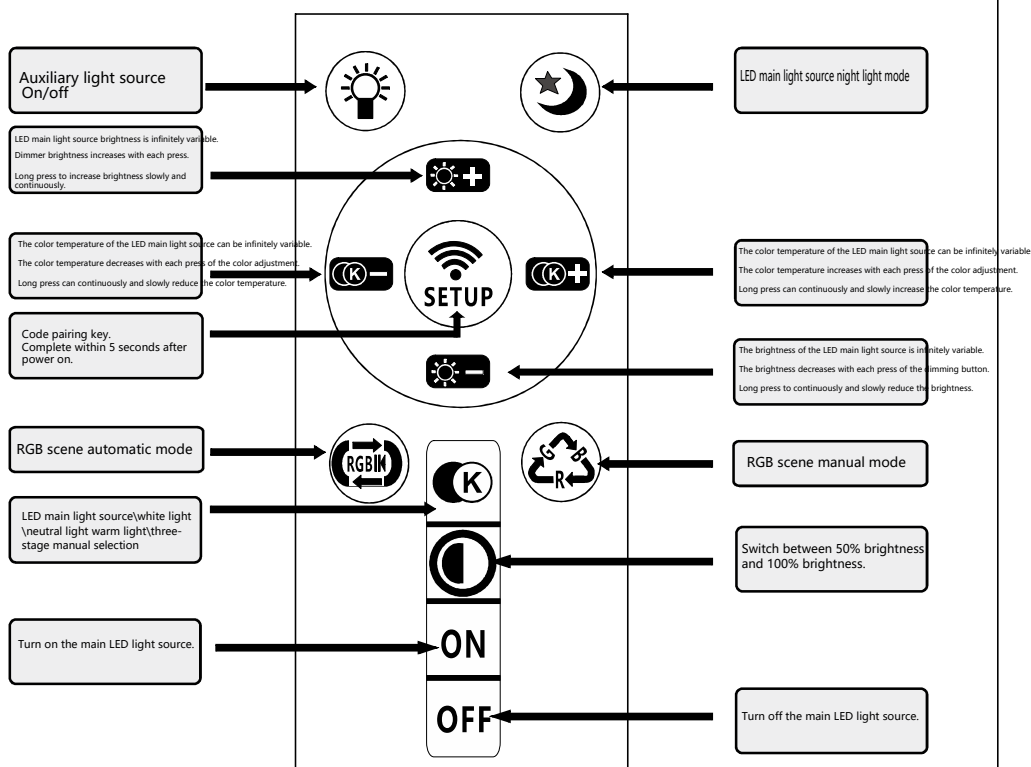 Auxiliary light source
On/off
LED main light source night light mode
LED main light source brightness is infinitely variable.
Dimmer brightness increases with each press.
Long press to increase brightness slowly and
continuously.
The color temperature of the LED main light source can be infinitely variable.
The color temperature decreases with each press of the color adjustment.
Long press can continuously and slowly reduce the color temperature.
K
SETUP
K
The color temperature of the LED main light source can be infinitely variable
The color temperature increases with each press of the color adjustment.
Long press can continuously and slowly increase the color temperature.
Code pairing key.
Complete within 5 seconds after
power on.
The brightness of the LED main light source is infinitely variable.
The brightness decreases with each press of the dimming button.
Long press to continuously and slowly reduce the brightness.
RGB scene automatic mode
RGB
K
G B
R
RGB scene manual mode
LED main light source\white light
\neutral light warm light\three-
stage manual selection
Switch between 50% brightness
and 100% brightness.
Turn on the main LED light source.
ON
OFF
Turn off the main LED light source.